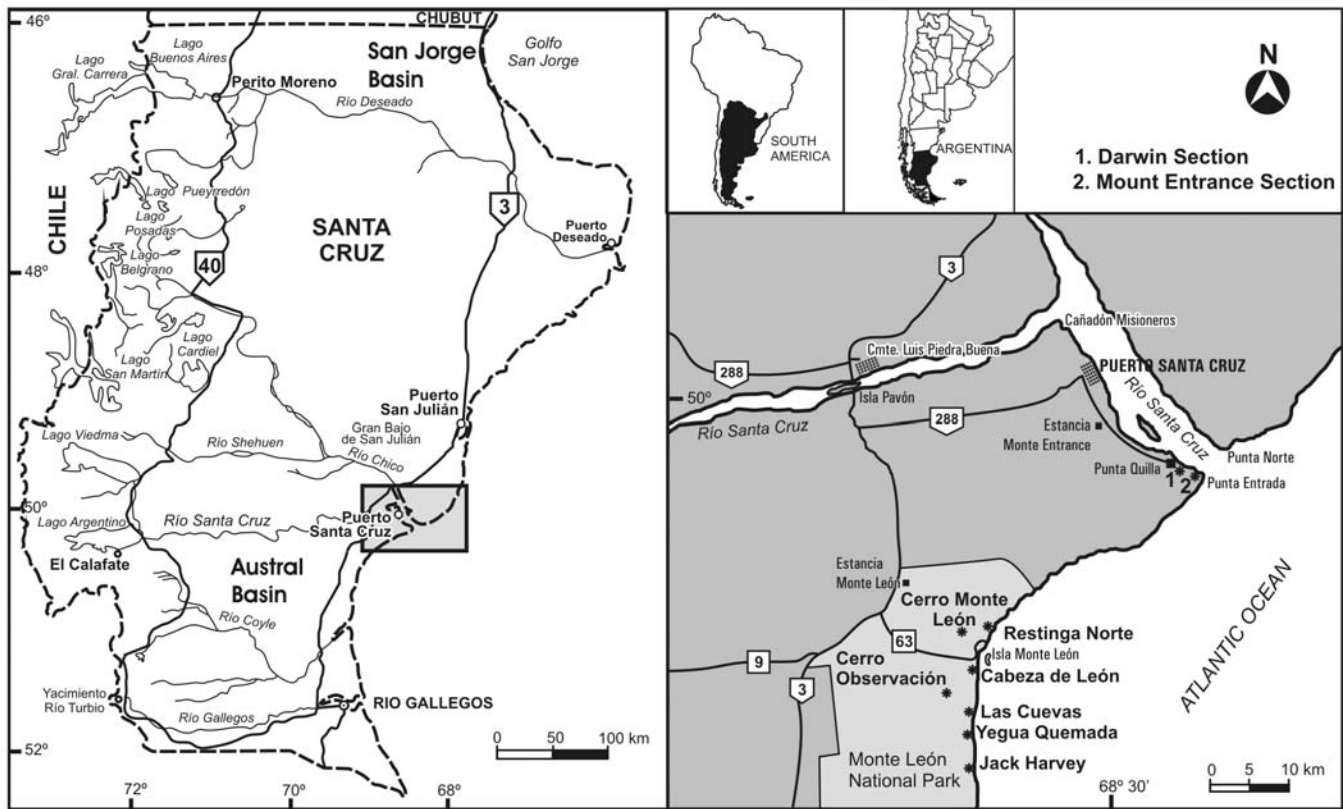 46º
CHUBUT
Lago
Buenos Aires
Lago
Gral. Carrera
San Jorge
Basin
Golfo
San Jorge
Perito Moreno
Río Deseado
Lago Pueyrredón
Lago
Posadas
Lago
Belgrano
CHILE
SANTA
CRUZ
3
Puerto
Deseado
48º
40
Lago
Cardiel
Lago
San Martín
Puerto
San Julián
Gran Bajo
de San Julián
Lago Viedma
Río Shehuen
Río Chico
50º
Lago Argentino
Río Santa Cruz
Puerto
Santa Cruz
El Calafate
Austral
Basin
Río Coyle
Yacimiento
Río Turbio
Río Gallegos
RIO GALLEGOS
0 50 100 km
52º
72º
70º
68º
SOUTH
AMERICA
ARGENTINA
N
1. Darwin Section
2. Mount Entrance Section
3
Cañadón Misioneros
Cmte. Luis Piedra Buena
288
PUERTO SANTA CRUZ
50º
Isla Pavón
Río Santa Cruz
288
Río Santa Cruz
Estancia
Monte Entrance
Punta Norte
Punta Quilla
1
2
Punta Entrada
Estancia
Monte León
Cerro Monte
León
63
Restinga Norte
Isla Monte León
9
Cerro
Observación
Cabeza de León
3
Las Cuevas
Yegua Quemada
Monte León
National Park
Jack Harvey
ATLANTIC OCEAN
0 5 10 km
68º 30'